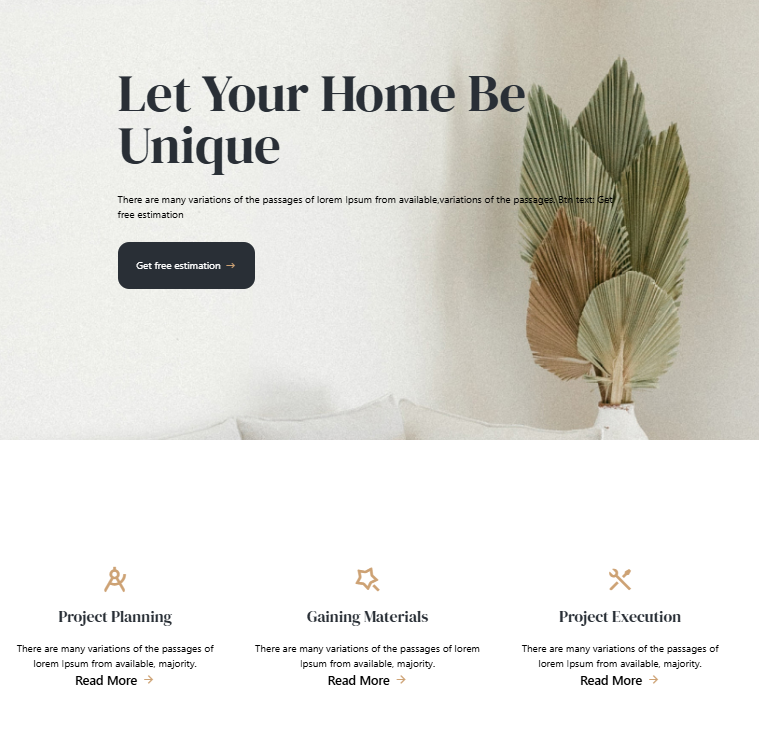 Let Your Home Be
Unique
There are many variations of the passages of lorem Ipsum from available,variations of the passages. Btn text: Get
free estimation
Get free estimation →
Project Planning
There are many variations of the passages of
lorem Ipsum from available, majority.
Read More →
Gaining Materials
There are many variations of the passages of lorem
Ipsum from available, majority.
Read More →
Project Execution
There are many variations of the passages of
lorem Ipsum from available, majority.
Read More →